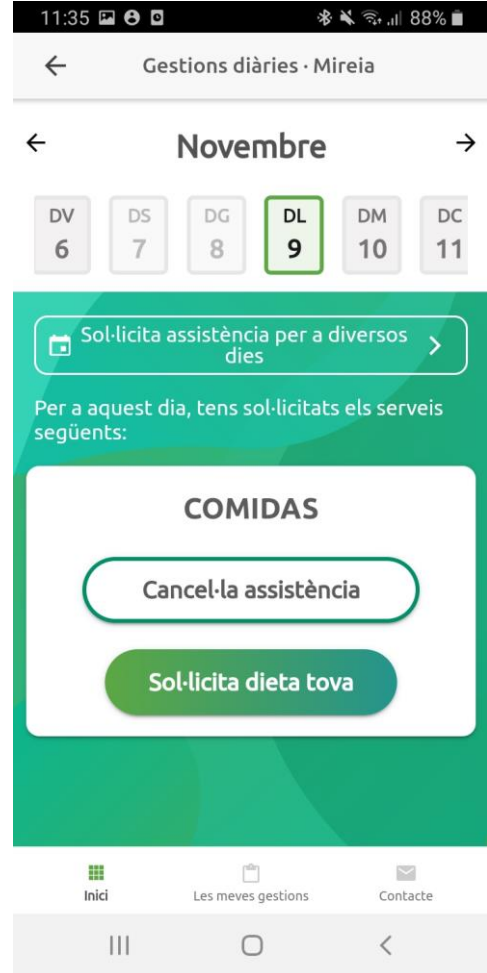 11:35 88%
Gestions diàries · Mireia
Novembre
DV DS DG DL DM DC
6 7 8 9 10 11
Sol·licita assistència per a diversos
dies
Per a aquest dia, tens sol·licitats els serveis
següents:
COMIDAS
Cancel·la assistència
Sol·licita dieta tova
Inici Les meves gestions Contacte